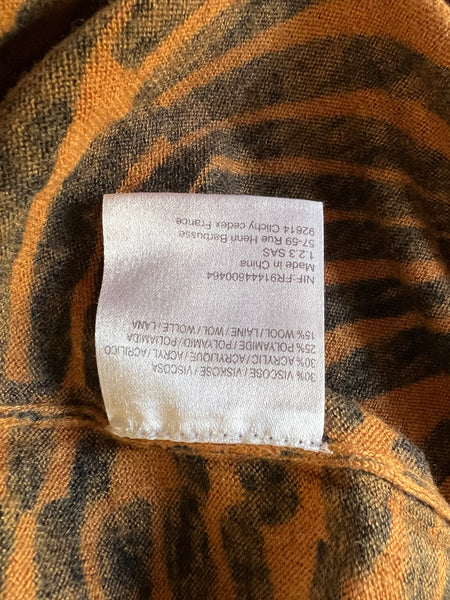 30% VISCOSE / VISKOSE / VISCOSA
30% ACRYLIC / ACRYLIQUE / ACRYL / ACRILICO
25% POLYAMIDE / POLYAMID / POLIAMIDA
15% WOOL / LAINE / WOL / WOLLE / LANA
NIF-FR91444800464
Made in China
1.2.3 SAS
57-59 Rue Henri Barbusse
92614 Clichy cedex France